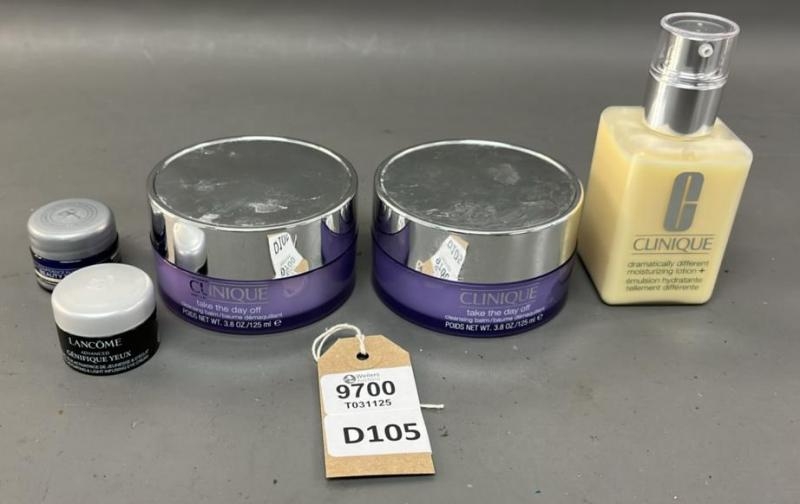 LANCÔME
ADVANCED
GÉNIFIQUE YEUX
CLINIQUE
take the day off
cleansing balm/baume démaquillant
POIDS NET WT. 3.8 OZ/125 ml e
CLINIQUE
take the day off
cleansing balm/baume démaquillant
POIDS NET WT. 3.8 OZ/125 ml e
CLINIQUE
dramatically different
moisturizing lotion+
émulsion hydratante
tellement différente
Wellers
9700
T031125
D105